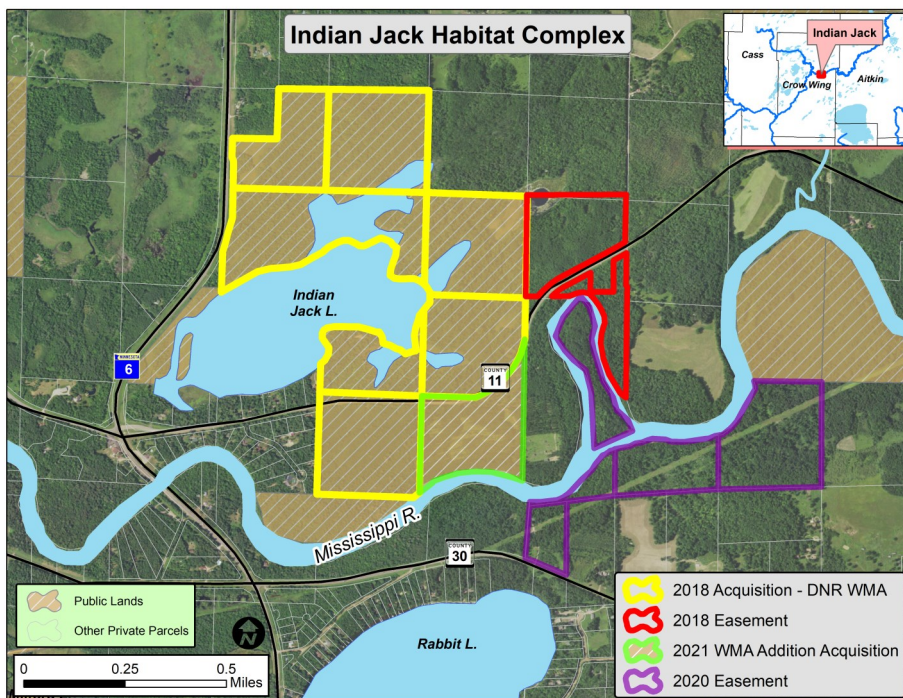 Indian Jack Habitat Complex
Indian Jack
Cass
Crow Wing
Aitkin
Indian
Jack L.
MINNESOTA
6
COUNTY
11
Mississippi R.
COUNTY
30
Rabbit L.
Public Lands
Other Private Parcels
N
0 0.25 0.5
Miles
2018 Acquisition - DNR WMA
2018 Easement
2021 WMA Addition Acquisition
2020 Easement